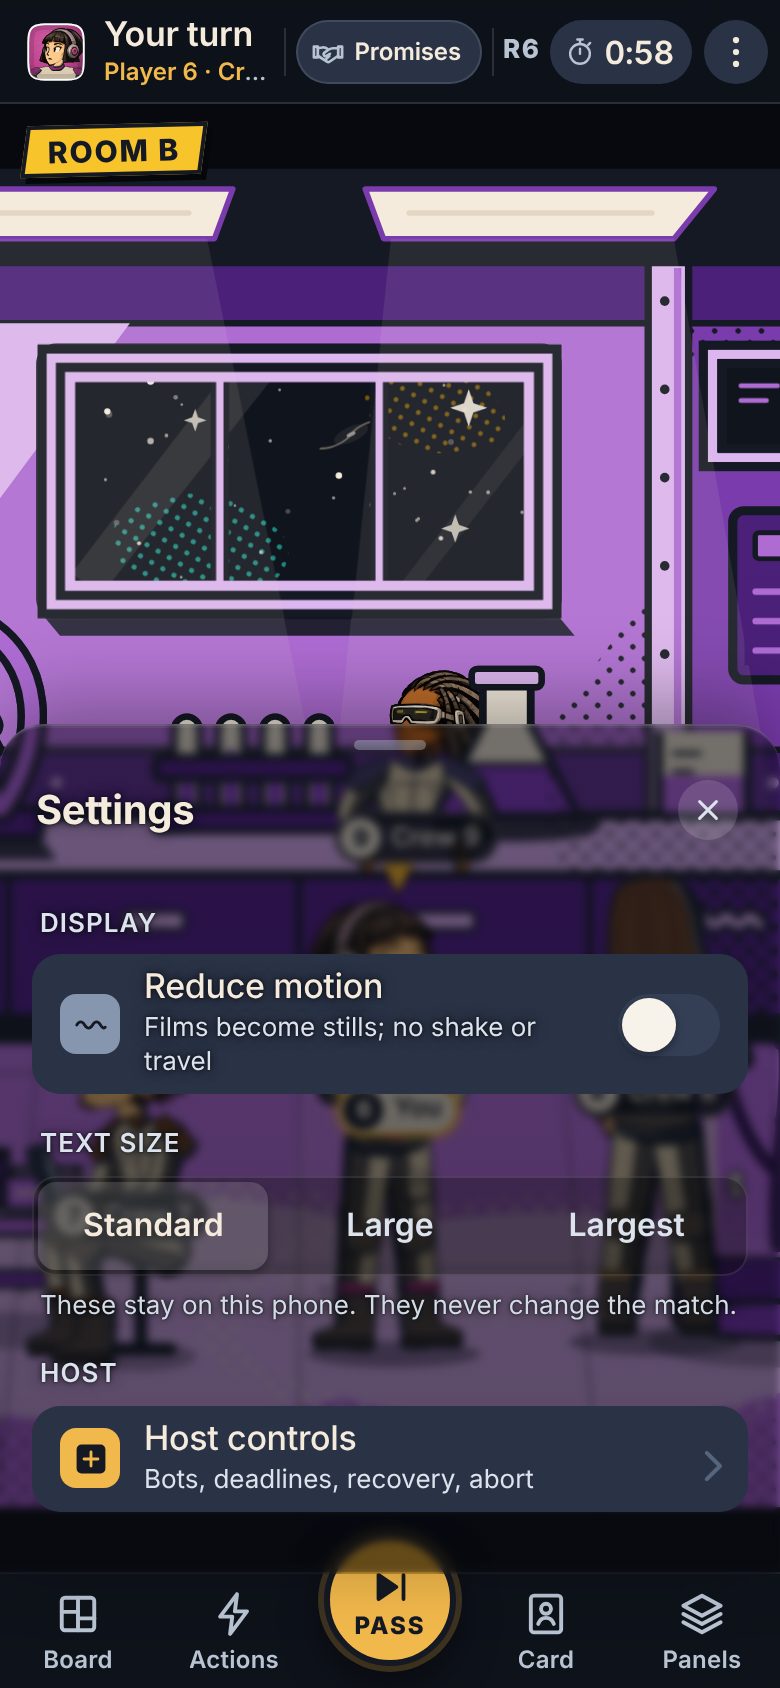 Your turn
Player 6 · Cr...
Promises
R6
0:58
ROOM B
Settings
Crew
DISPLAY
Reduce motion
Films become stills; no shake or
travel
You
TEXT SIZE
Standard
Large
Largest
These stay on this phone. They never change the match.
HOST
Host controls
Bots, deadlines, recovery, abort
PASS
Board
Actions
Card
Panels